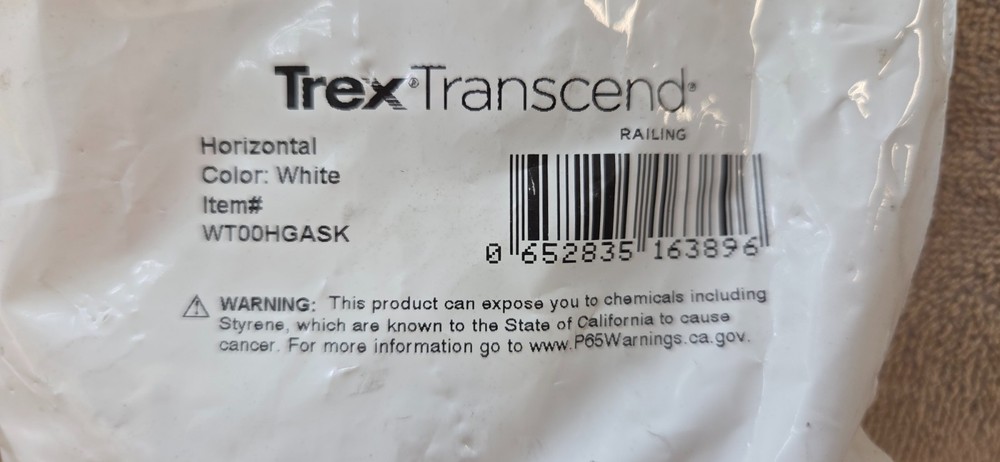 Trex® Transcend®
RAILING
Horizontal
Color: White
Item#
WT00HGASK
0 652835 163896
⚠ WARNING: This product can expose you to chemicals including
Styrene, which are known to the State of California to cause
cancer. For more information go to www.P65Warnings.ca.gov.